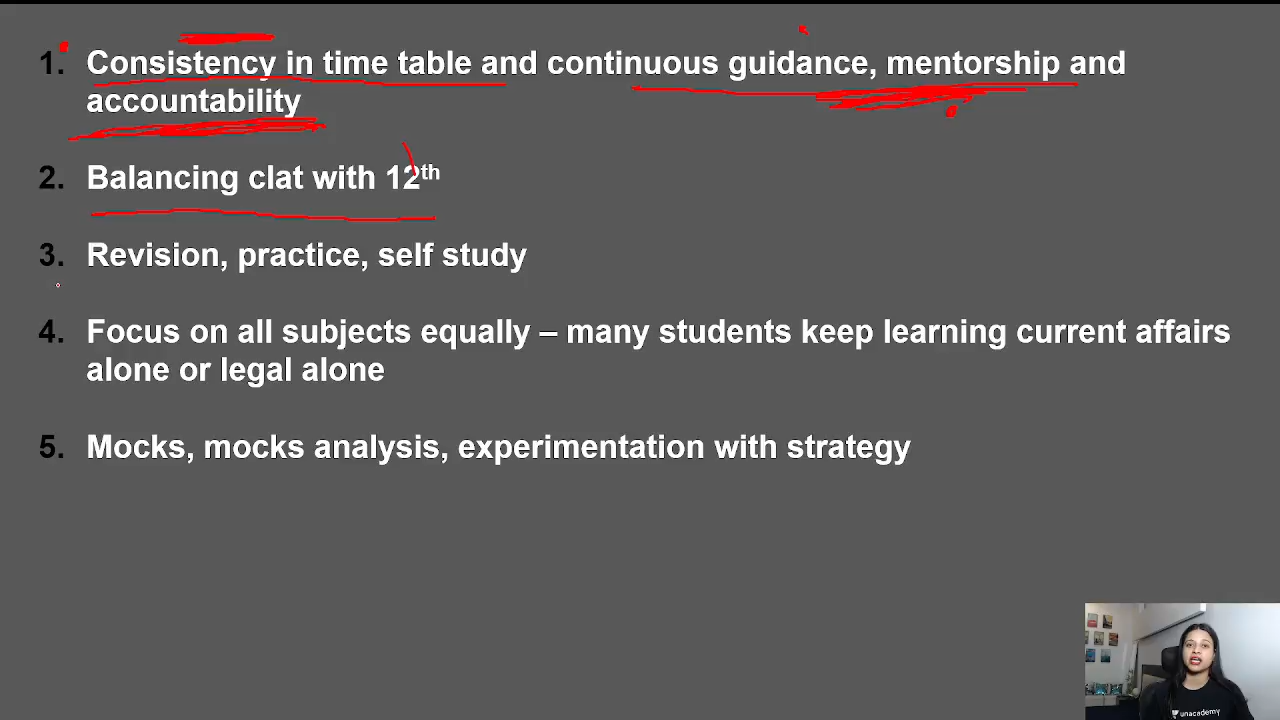 1. Consistency in time table and continuous guidance, mentorship and
accountability
2. Balancing clat with 12th
3. Revision, practice, self study
4. Focus on all subjects equally – many students keep learning current affairs
alone or legal alone
5. Mocks, mocks analysis, experimentation with strategy
unacademy